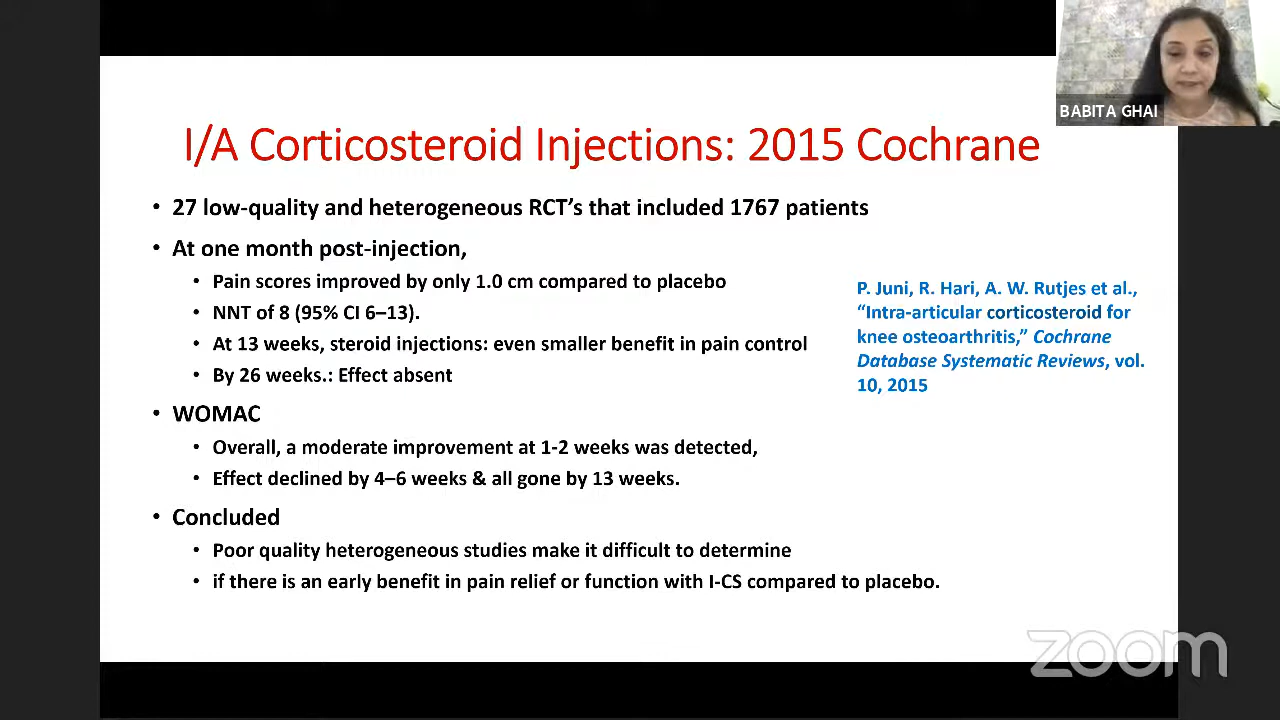 BABITA GHAI
I/A Corticosteroid Injections: 2015 Cochrane
• 27 low-quality and heterogeneous RCT's that included 1767 patients
• At one month post-injection,
• Pain scores improved by only 1.0 cm compared to placebo
• NNT of 8 (95% CI 6–13).
• At 13 weeks, steroid injections: even smaller benefit in pain control
• By 26 weeks.: Effect absent
• WOMAC
• Overall, a moderate improvement at 1-2 weeks was detected,
• Effect declined by 4–6 weeks & all gone by 13 weeks.
• Concluded
• Poor quality heterogeneous studies make it difficult to determine
• if there is an early benefit in pain relief or function with I-CS compared to placebo.
P. Juni, R. Hari, A. W. Rutjes et al.,
“Intra-articular corticosteroid for
knee osteoarthritis,” Cochrane
Database Systematic Reviews, vol.
10, 2015
zoom